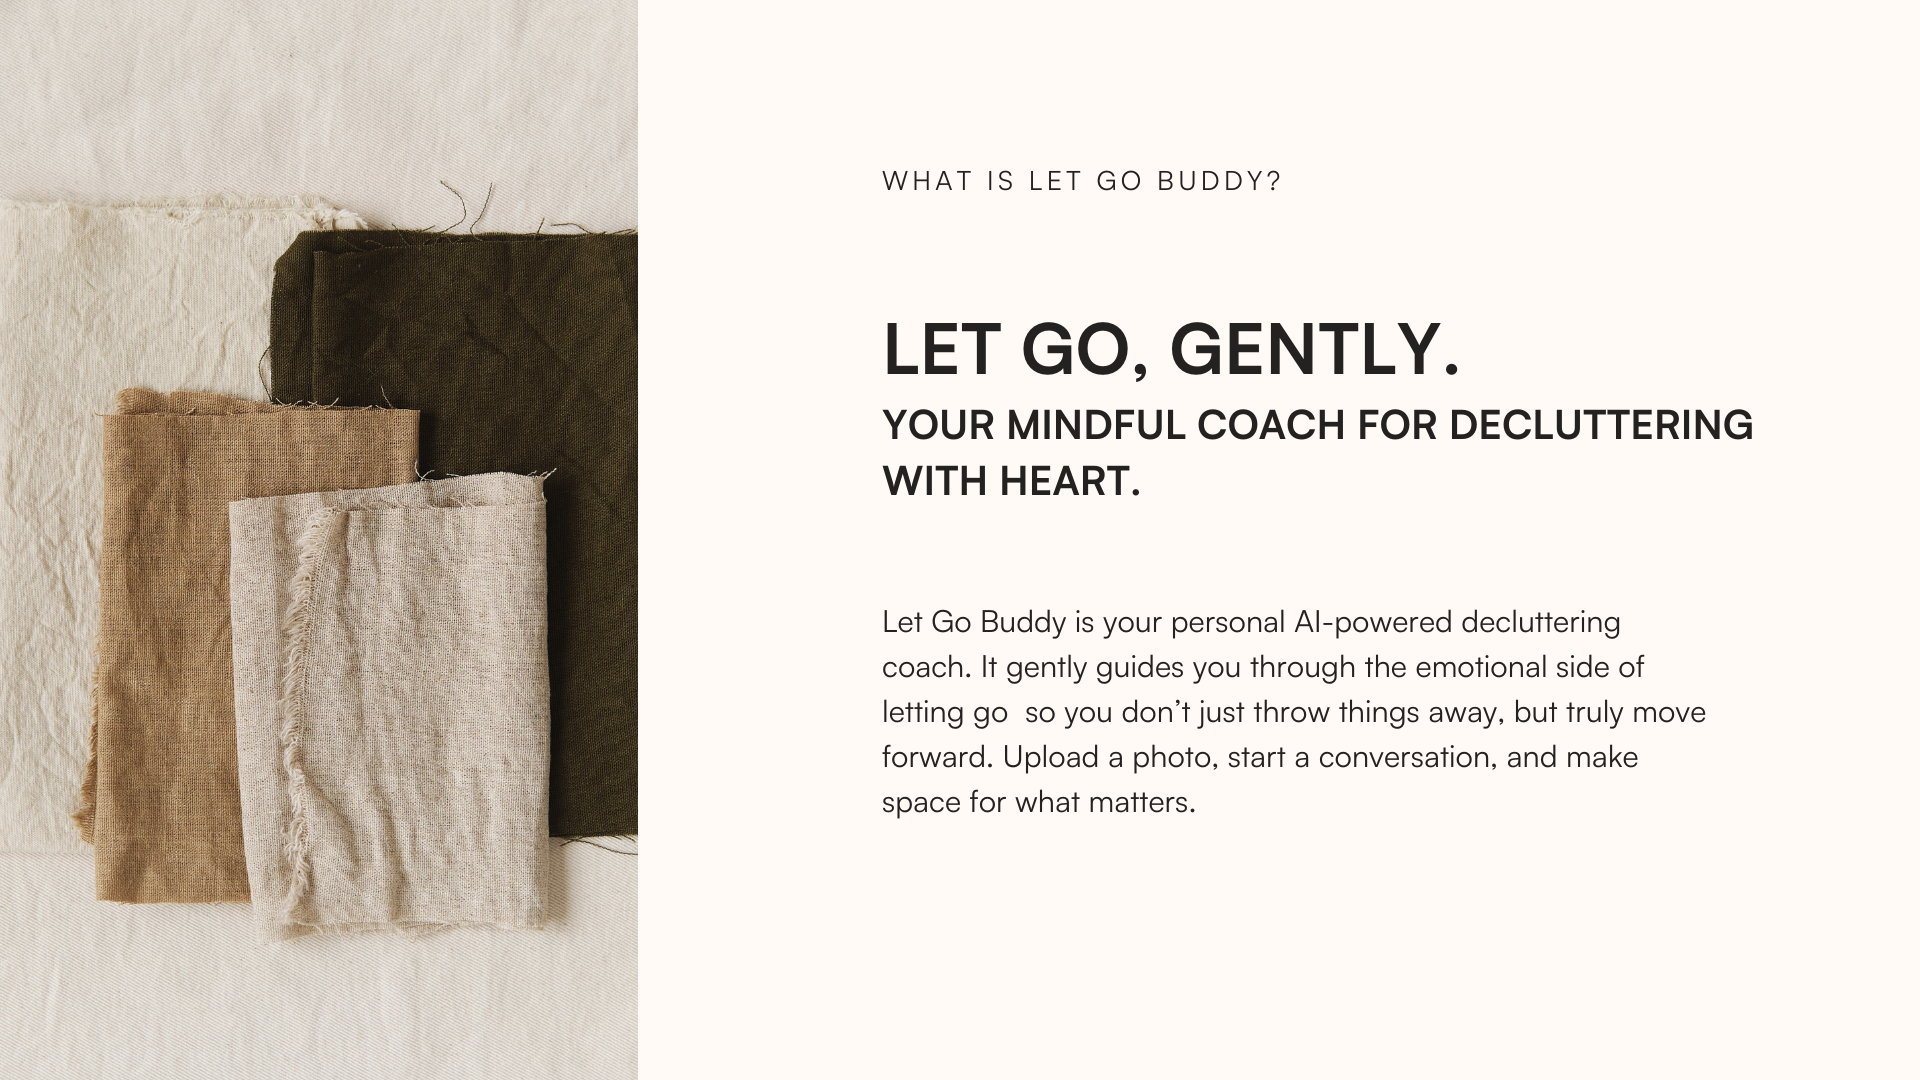 WHAT IS LET GO BUDDY?
LET GO, GENTLY.
YOUR MINDFUL COACH FOR DECLUTTERING
WITH HEART.
Let Go Buddy is your personal AI-powered decluttering
coach. It gently guides you through the emotional side of
letting go  so you don’t just throw things away, but truly move
forward. Upload a photo, start a conversation, and make
space for what matters.